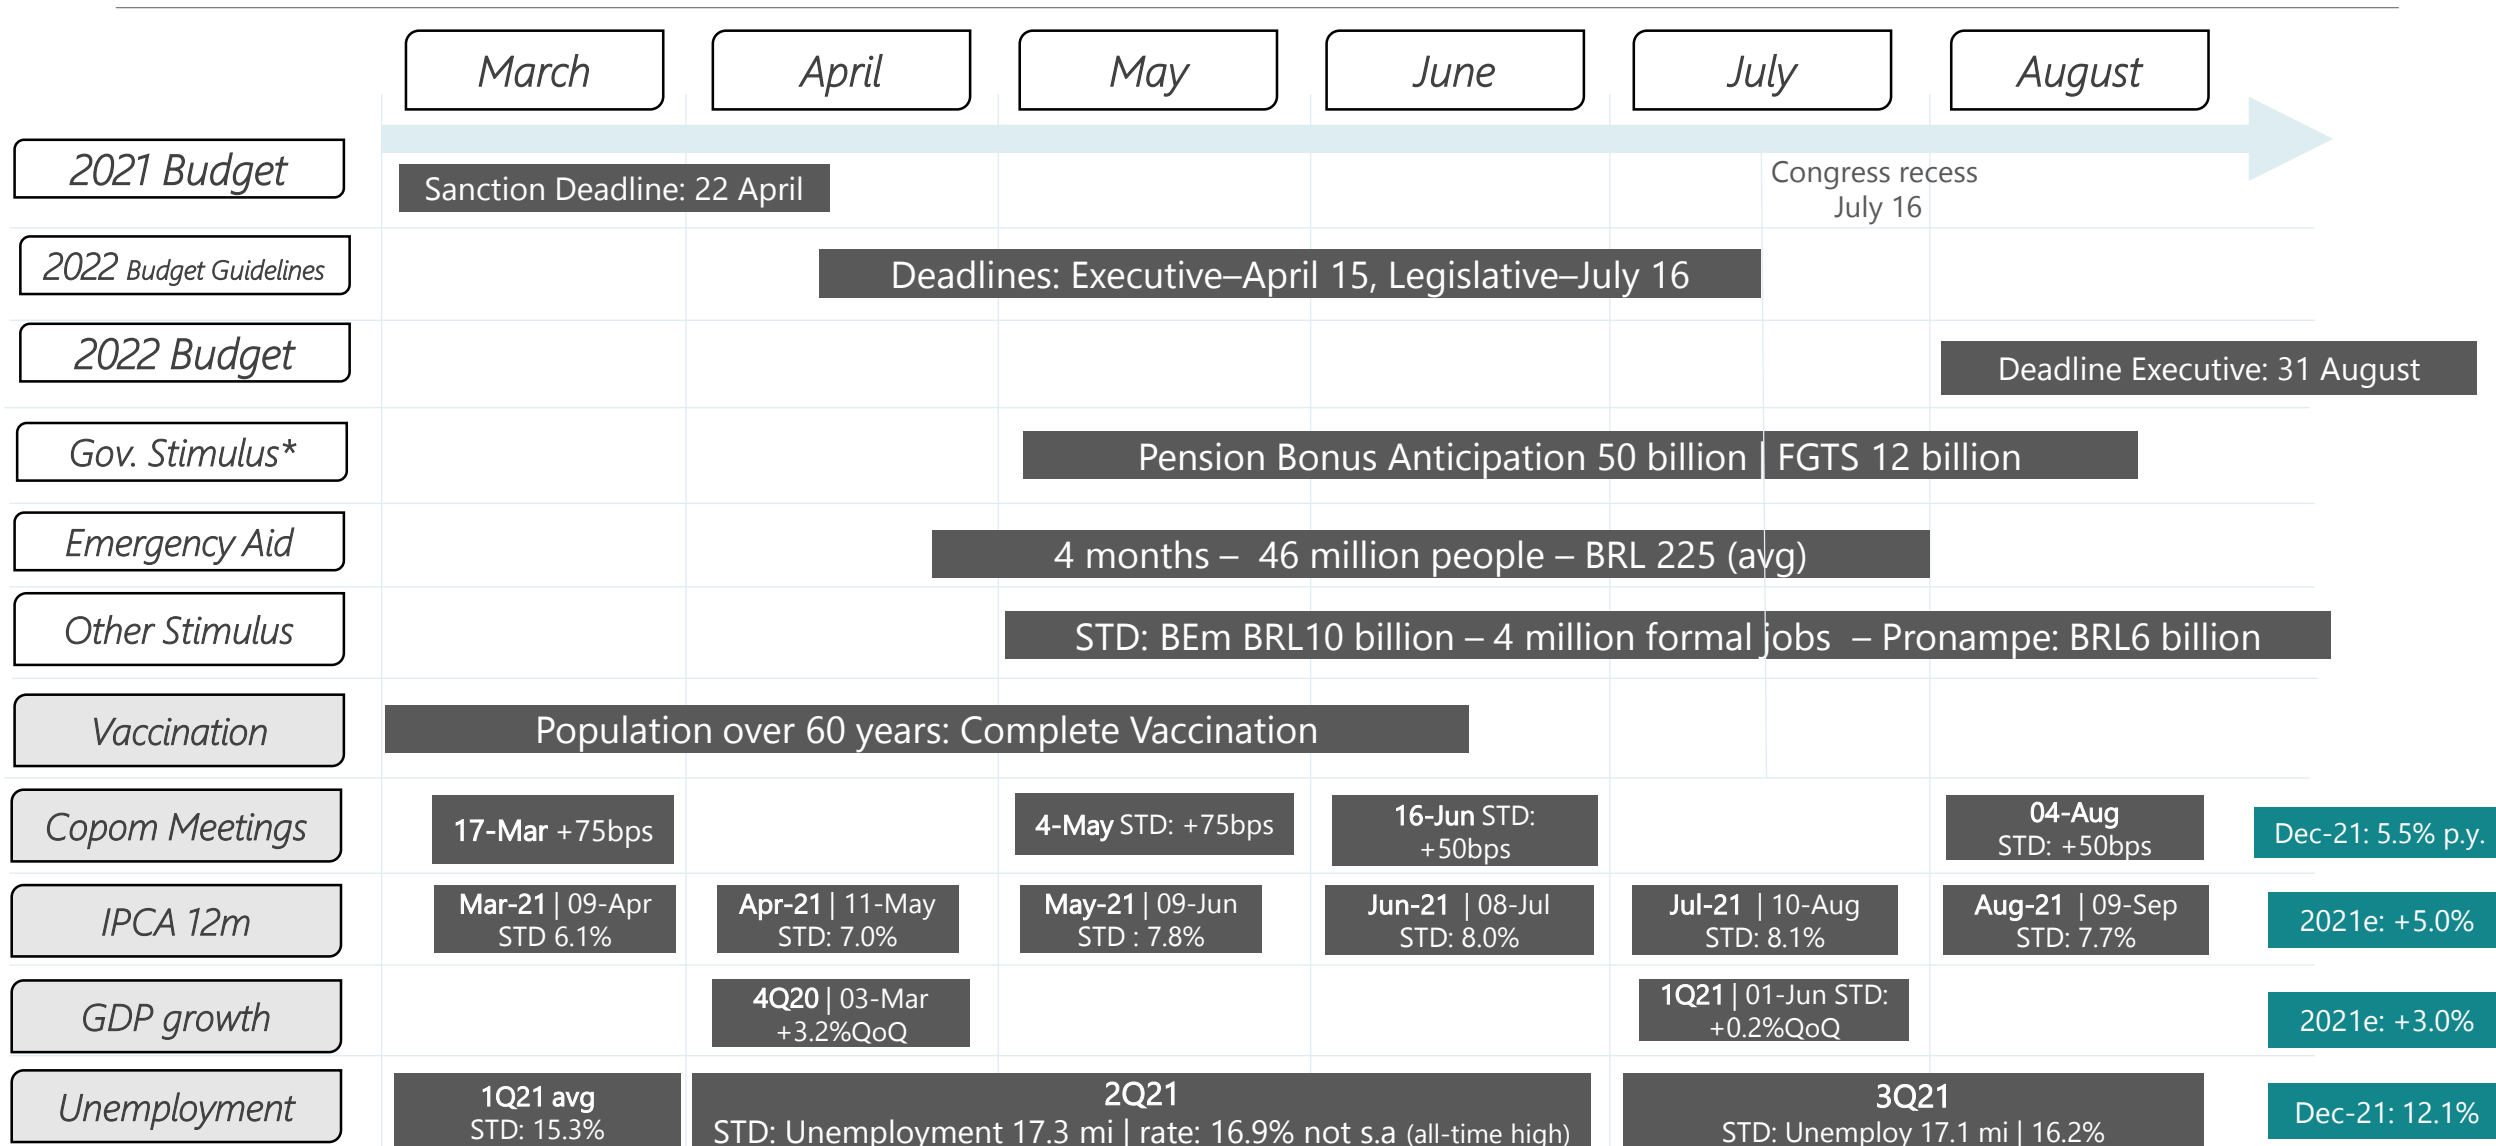 March
April
May
June
July
August
2021 Budget
Sanction Deadline: 22 April
Congress recess
July 16
2022 Budget Guidelines
Deadlines: Executive–April 15, Legislative–July 16
2022 Budget
Deadline Executive: 31 August
Gov. Stimulus*
Pension Bonus Anticipation 50 billion | FGTS 12 billion
Emergency Aid
4 months – 46 million people – BRL 225 (avg)
Other Stimulus
STD: BEm BRL10 billion – 4 million formal jobs – Pronampe: BRL6 billion
Vaccination
Population over 60 years: Complete Vaccination
Copom Meetings
17-Mar +75bps
4-May STD: +75bps
16-Jun STD:
+50bps
04-Aug
STD: +50bps
Dec-21: 5.5% p.y.
IPCA 12m
Mar-21 | 09-Apr
STD 6.1%
Apr-21 | 11-May
STD: 7.0%
May-21 | 09-Jun
STD : 7.8%
Jun-21 | 08-Jul
STD: 8.0%
Jul-21 | 10-Aug
STD: 8.1%
Aug-21 | 09-Sep
STD: 7.7%
2021e: +5.0%
GDP growth
4Q20 | 03-Mar
+3.2%QoQ
1Q21 | 01-Jun STD:
+0.2%QoQ
2021e: +3.0%
Unemployment
1Q21 avg
STD: 15.3%
2Q21
STD: Unemployment 17.3 mi | rate: 16.9% not s.a (all-time high)
3Q21
STD: Unemploy 17.1 mi | 16.2%
Dec-21: 12.1%